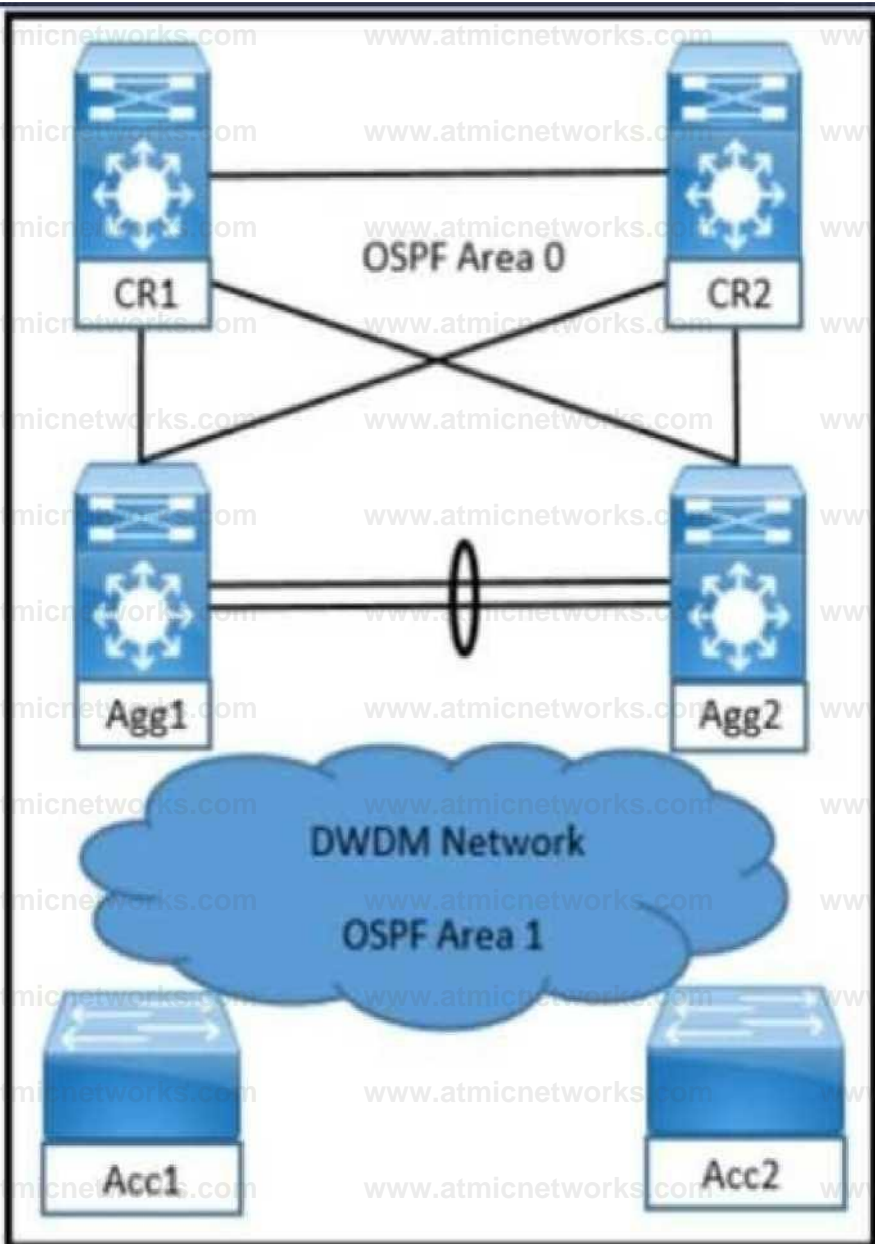 www.atmicnetworks.com
CR1
CR2
OSPF Area 0
Agg1
Agg2
DWDM Network
OSPF Area 1
Acc1
Acc2